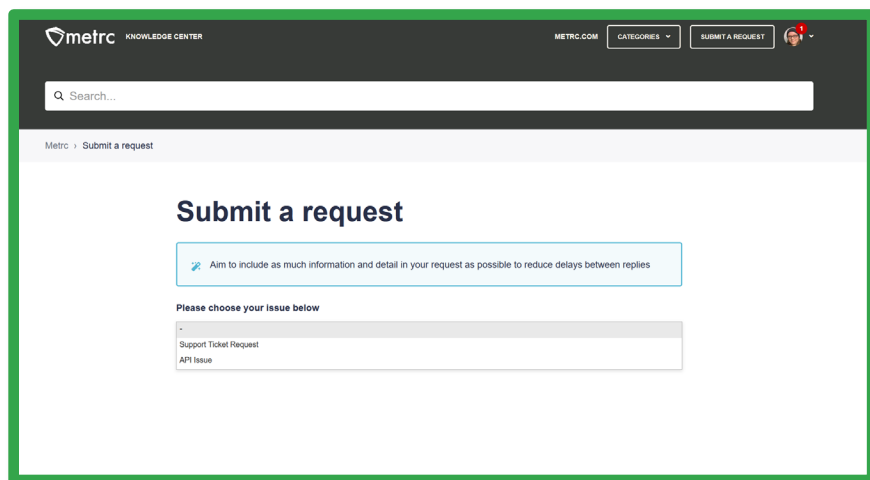 metrc KNOWLEDGE CENTER METRC.COM CATEGORIES SUBMIT A REQUEST 1
Search...
Metrc › Submit a request
Submit a request
Aim to include as much information and detail in your request as possible to reduce delays between replies
Please choose your issue below
-
Support Ticket Request
API Issue